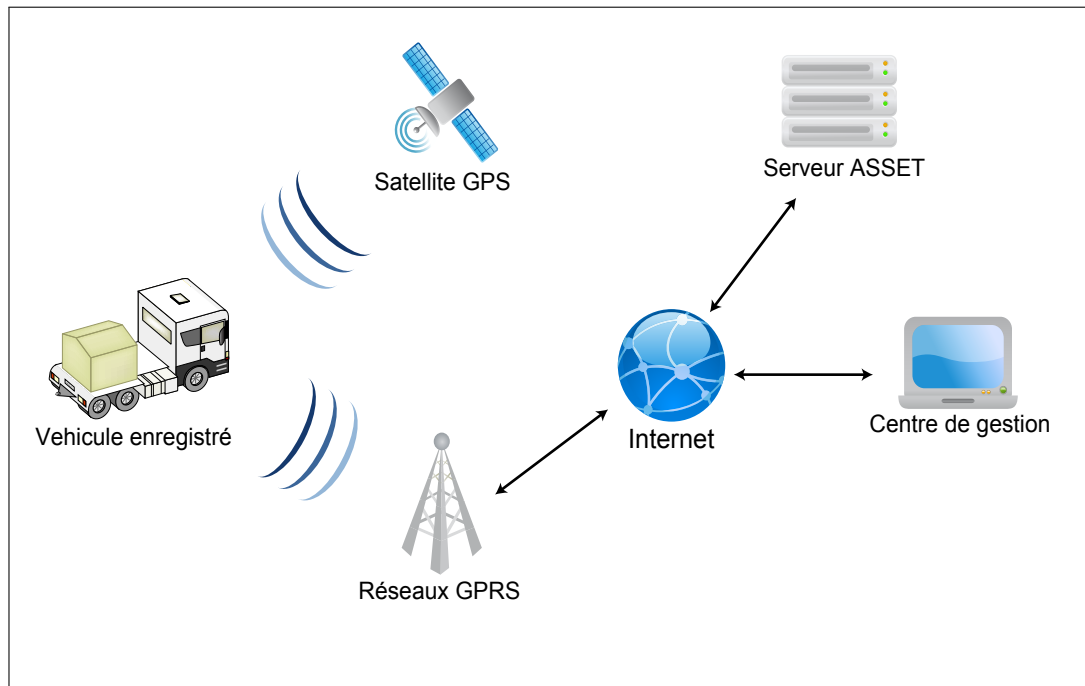 Satellite GPS
Serveur ASSET
Vehicule enregistré
Internet
Centre de gestion
Réseaux GPRS